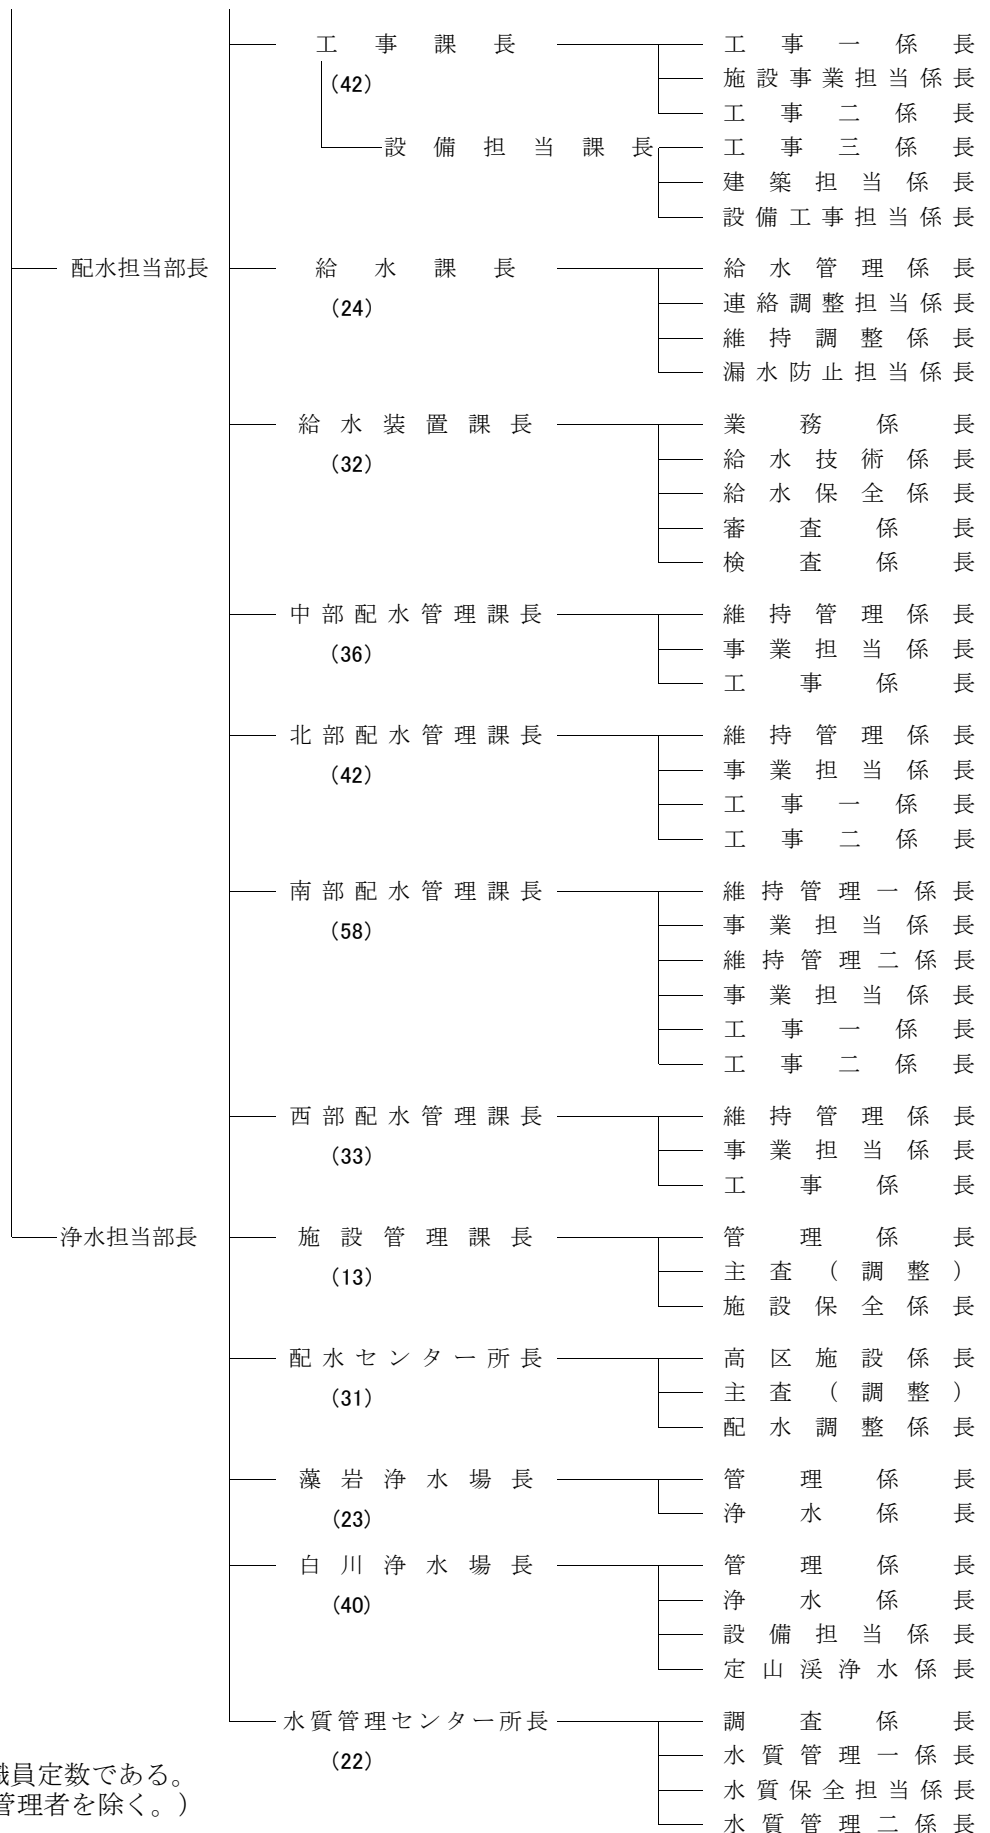 工事課長 工事一係長
(42) 施設事業担当係長
工事二係長
設備担当課長 工事三係長
建築担当係長
設備工事担当係長
配水担当部長 給水課長 給水管理係長
(24) 連絡調整担当係長
維持調整係長
漏水防止担当係長
給水装置課長 業務係長
(32) 給水技術係長
給水保全係長
審査係長
検査係長
中部配水管理課長 維持管理係長
(36) 事業担当係長
工事係長
北部配水管理課長 維持管理係長
(42) 事業担当係長
工事一係長
工事二係長
南部配水管理課長 維持管理一係長
(58) 事業担当係長
維持管理二係長
事業担当係長
工事一係長
工事二係長
西部配水管理課長 維持管理係長
(33) 事業担当係長
工事係長
浄水担当部長 施設管理課長 管理係長
(13) 主査(調整)
施設保全係長
配水センター所長 高区施設係長
(31) 主査(調整)
配水調整係長
藻岩浄水場長 管理係長
(23) 浄水係長
白川浄水場長 管理係長
(40) 浄水係長
設備担当係長
定山渓浄水係長
水質管理センター所長 調査係長
(22) 水質管理一係長
水質保全担当係長
水質管理二係長
職員定数である。
管理者を除く。)